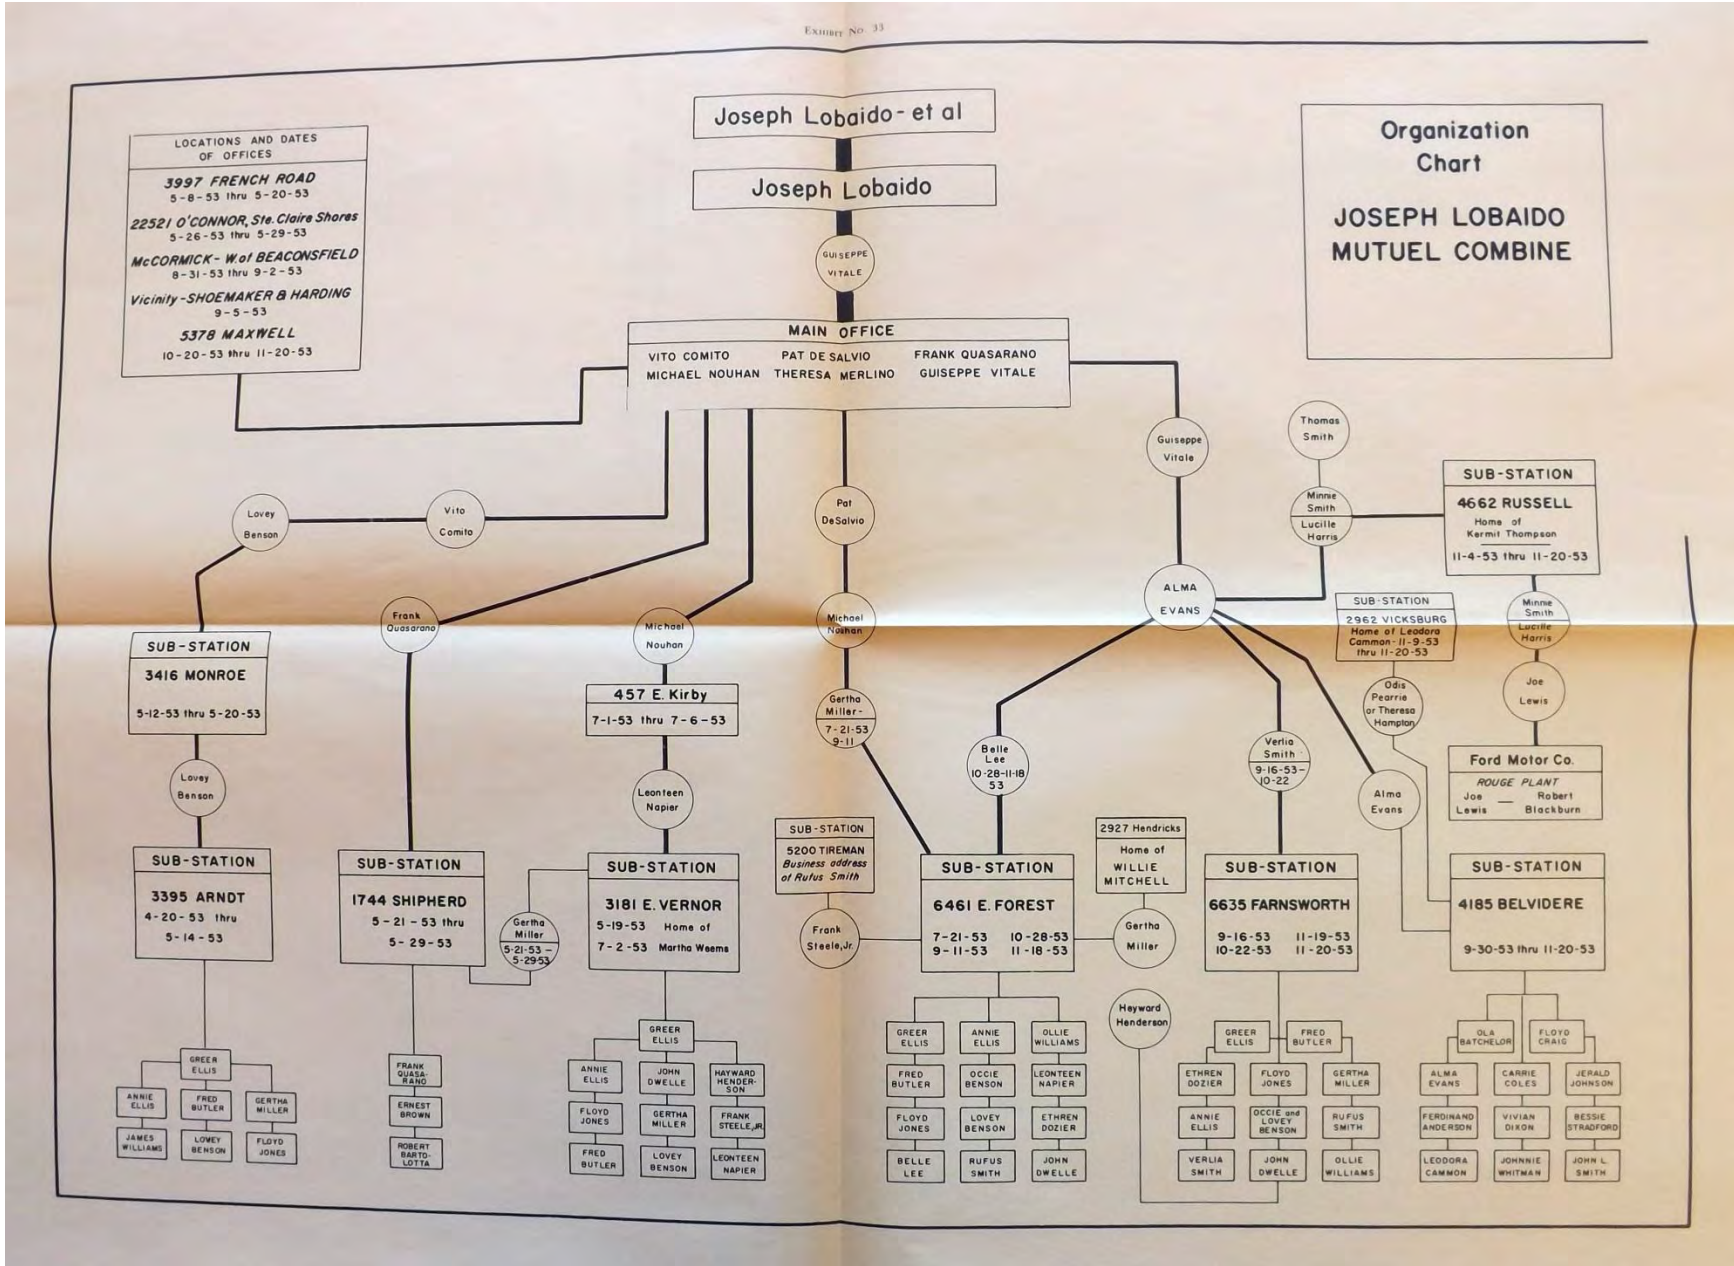 EXHIBIT No 33
Joseph Lobaido - et al
Joseph Lobaido
GUISEPPE
VITALE
Organization
Chart
JOSEPH LOBAIDO
MUTUEL COMBINE
LOCATIONS AND DATES
OF OFFICES
3997 FRENCH ROAD
5-8-53 thru 5-20-53
22521 O'CONNOR, Ste. Claire Shores
5-26-53 thru 5-29-53
McCORMICK - W. of BEACONSFIELD
8-31-53 thru 9-2-53
Vicinity - SHOEMAKER & HARDING
9-5-53
5378 MAXWELL
10-20-53 thru 11-20-53
MAIN OFFICE
VITO COMITO PAT DE SALVIO FRANK QUASARANO
MICHAEL NOUHAN THERESA MERLINO GUISEPPE VITALE
Lovey
Benson
Vito
Comito
Pat
DeSalvio
Guiseppe
Vitale
Thomas
Smith
Minnie
Smith
Lucille
Harris
SUB-STATION
4662 RUSSELL
Home of
Kermit Thompson
11-4-53 thru 11-20-53
Frank
Quasarano
Michael
Nouhan
Michael
Nouhan
ALMA
EVANS
SUB-STATION
2962 VICKSBURG
Home of Leodora
Cammon-11-9-53
thru 11-20-53
Minnie
Smith
Lucille
Harris
SUB-STATION
3416 MONROE
5-12-53 thru 5-20-53
457 E. Kirby
7-1-53 thru 7-6-53
Gertha
Miller-
7-21-53
9-11
Odis
Pearrie
or Theresa
Hampton
Joe
Lewis
Lovey
Benson
Leonteen
Napier
Belle
Lee
10-28-11-18
53
Verlia
Smith
9-16-53-
10-22
Alma
Evans
Ford Motor Co.
ROUGE PLANT
Joe — Robert
Lewis Blackburn
SUB-STATION
3395 ARNDT
4-20-53 thru
5-14-53
SUB-STATION
1744 SHIPHERD
5-21-53 thru
5-29-53
Gertha
Miller
5-21-53 -
5-29-53
SUB-STATION
3181 E. VERNOR
5-19-53 Home of
7-2-53 Martha Weems
SUB-STATION
5200 TIREMAN
Business address
of Rufus Smith
Frank
Steele, Jr.
SUB-STATION
6461 E. FOREST
7-21-53 10-28-53
9-11-53 11-18-53
2927 Hendricks
Home of
WILLIE
MITCHELL
Gertha
Miller
SUB-STATION
6635 FARNSWORTH
9-16-53 11-19-53
10-22-53 11-20-53
SUB-STATION
4185 BELVIDERE
9-30-53 thru 11-20-53
Heyward
Henderson
GREER
ELLIS
ANNIE
ELLIS
FRED
BUTLER
GERTHA
MILLER
JAMES
WILLIAMS
LOWEY
BENSON
FLOYD
JONES
FRANK
QUASA-
RANO
ERNEST
BROWN
ROBERT
BARTO-
LOTTA
GREER
ELLIS
ANNIE
ELLIS
JOHN
DWELLE
HAYWARD
HENDER-
SON
FLOYD
JONES
GERTHA
MILLER
FRANK
STEELE, JR.
FRED
BUTLER
LOVEY
BENSON
LEONTEEN
NAPIER
GREER
ELLIS
ANNIE
ELLIS
OLLIE
WILLIAMS
FRED
BUTLER
OCCIE
BENSON
LEONTEEN
NAPIER
FLOYD
JONES
LOVEY
BENSON
ETHREN
DOZIER
BELLE
LEE
RUFUS
SMITH
JOHN
DWELLE
GREER
ELLIS
FRED
BUTLER
ETHREN
DOZIER
FLOYD
JONES
GERTHA
MILLER
ANNIE
ELLIS
OCCIE and
LOVEY
BENSON
RUFUS
SMITH
VERLIA
SMITH
JOHN
DWELLE
OLLIE
WILLIAMS
OLA
BATCHELOR
FLOYD
CRAIG
ALMA
EVANS
CARRIE
COLES
JERALD
JOHNSON
FERDINAND
ANDERSON
VIVIAN
DIXON
BESSIE
STRADFORD
LEODORA
CAMMON
JOHNNIE
WHITMAN
JOHN L.
SMITH